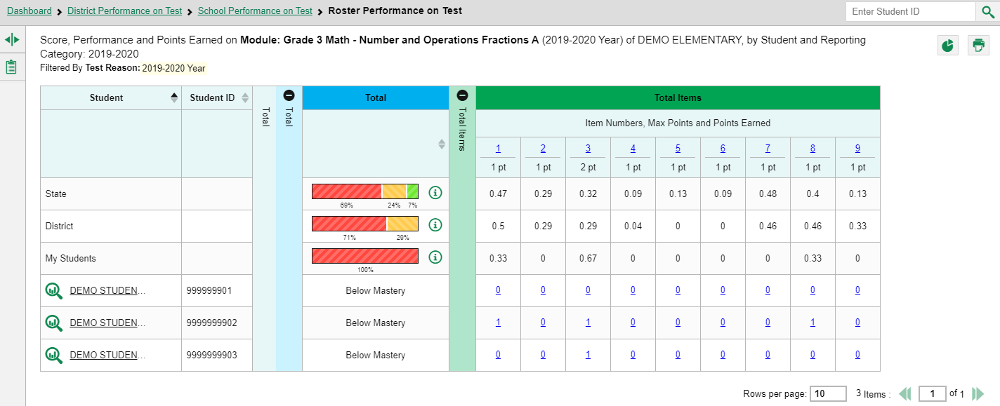 Dashboard > District Performance on Test > School Performance on Test > Roster Performance on Test
Enter Student ID
Score, Performance and Points Earned on Module: Grade 3 Math - Number and Operations Fractions A (2019-2020 Year) of DEMO ELEMENTARY, by Student and Reporting
Category: 2019-2020
Filtered By Test Reason: 2019-2020 Year
Student Student ID Total Total Total Total Items Total Items
Item Numbers, Max Points and Points Earned
1 2 3 4 5 6 7 8 9
1 pt 1 pt 2 pt 1 pt 1 pt 1 pt 1 pt 1 pt 1 pt
State 0.47 0.29 0.32 0.09 0.13 0.09 0.48 0.4 0.13
69% 24% 7%
District 0.5 0.29 0.29 0.04 0 0 0.46 0.46 0.33
71% 29%
My Students 0.33 0 0.67 0 0 0 0 0.33 0
100%
DEMO STUDEN... 999999901 Below Mastery 0 0 0 0 0 0 0 0 0
DEMO STUDEN... 9999999902 Below Mastery 1 0 1 0 0 0 0 1 0
DEMO STUDEN... 9999999903 Below Mastery 0 0 1 0 0 0 0 0 0
Rows per page: 10 3 Items : 1 of 1